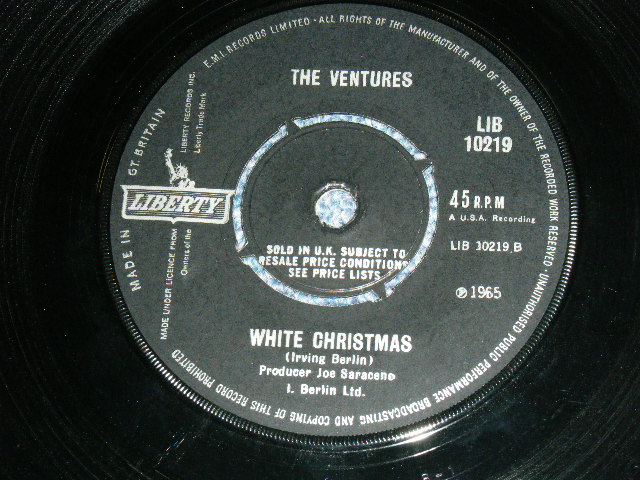 E.M.I. RECORDS LIMITED · ALL RIGHTS OF THE MANUFACTURER AND OF THE OWNER OF THE RECORDED WORK RESERVED · UNAUTHORISED PUBLIC PERFORMANCE BROADCASTING AND COPYING OF THIS RECORD PROHIBITED
MADE IN GT. BRITAIN
THE VENTURES
LIB
10219
LIBERTY RECORDS INC.
Liberty Trade Mark
LIBERTY
MADE UNDER LICENCE FROM
Owners of the
45 R.P.M
A U.S.A. Recording
LIB 10219 B
SOLD IN U.K. SUBJECT TO
RESALE PRICE CONDITIONS
SEE PRICE LISTS
℗ 1965
WHITE CHRISTMAS
(Irving Berlin)
Producer Joe Saraceno
I. Berlin Ltd.